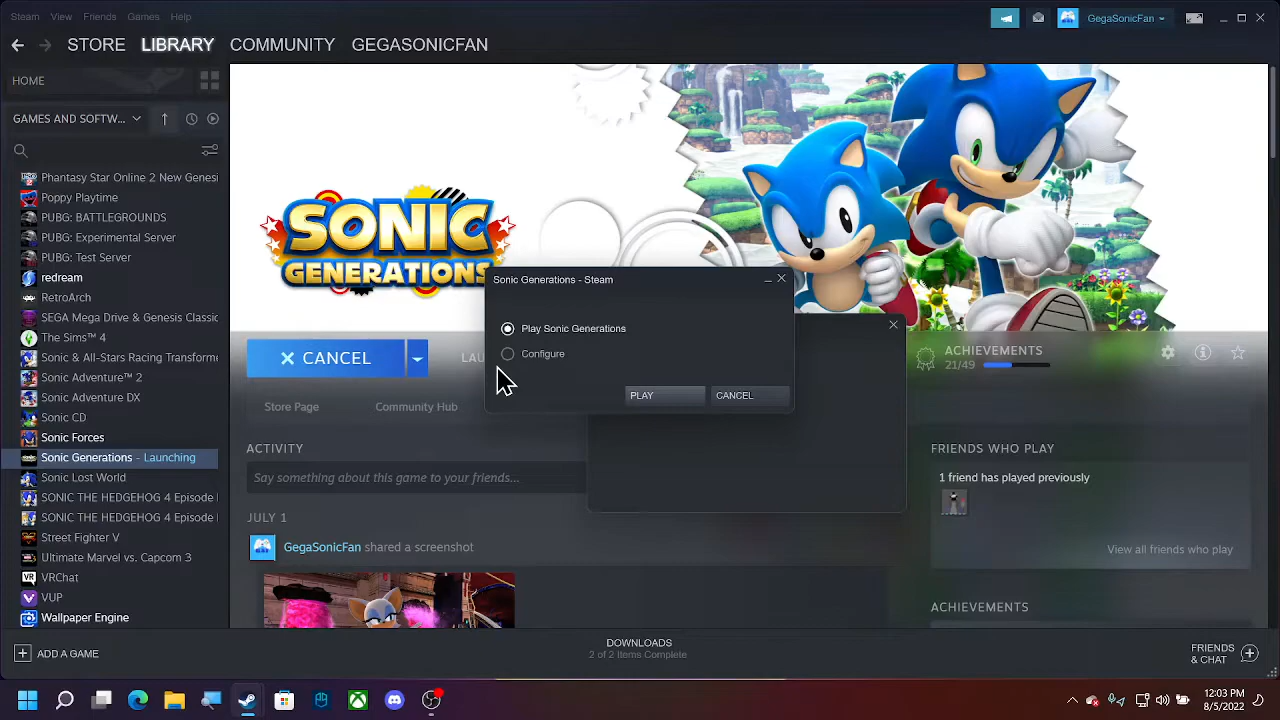 Steam View Friends Games Help
GegaSonicFan
STORE LIBRARY COMMUNITY GEGASONICFAN
HOME
GAMES AND SOFTW...
Phantasy Star Online 2 New Genesi
Poppy Playtime
PUBG: BATTLEGROUNDS
PUBG: Experimental Server
PUBG: Test Server
redream
RetroArch
SEGA Mega Drive & Genesis Classic
The Sims™ 4
Sonic & All-Stars Racing Transforme
Sonic Adventure™ 2
Sonic Adventure DX
Sonic CD
Sonic Forces
Sonic Generations - Launching
Sonic Lost World
SONIC THE HEDGEHOG 4 Episode I
SONIC THE HEDGEHOG 4 Episode I
Street Fighter V
Ultimate Marvel vs. Capcom 3
VRChat
VUP
Wallpaper Engine
SONIC
GENERATIONS
Sonic Generations - Steam
Play Sonic Generations
Configure
PLAY CANCEL
CANCEL
LAU
ACHIEVEMENTS
21/49
Store Page Community Hub
ACTIVITY
Say something about this game to your friends...
JULY 1
GegaSonicFan shared a screenshot
FRIENDS WHO PLAY
1 friend has played previously
View all friends who play
ACHIEVEMENTS
ADD A GAME
DOWNLOADS
2 of 2 Items Complete
FRIENDS
& CHAT
12:03 PM
8/5/2022